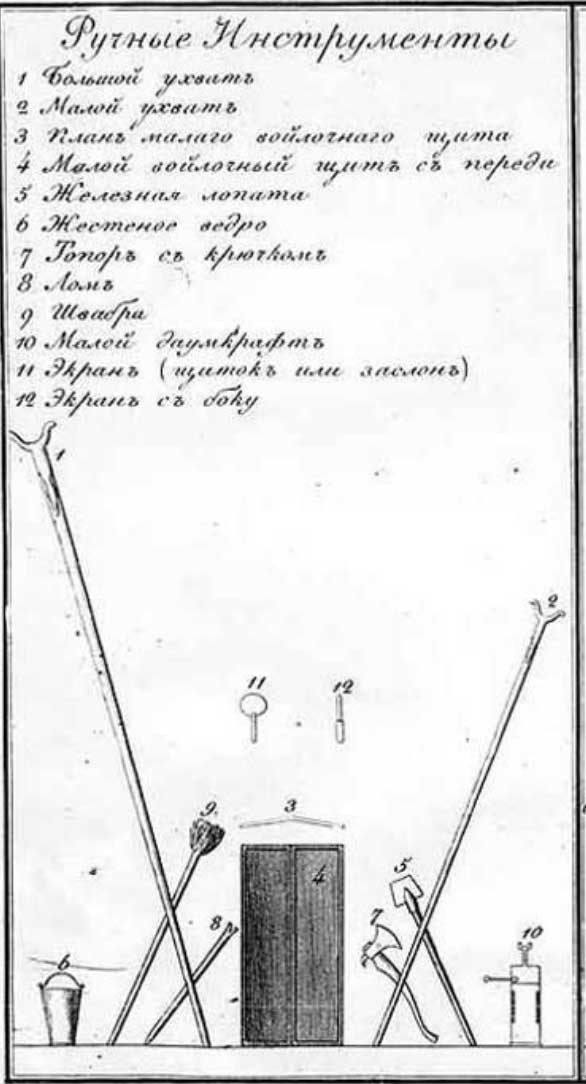 Ручные Инструменты
1 Большой ухватъ
2 Малой ухватъ
3 Планъ малаго войлочнаго щита
4 Малой войлочный щитъ съ переди
5 Железная лопата
6 Жестеное ведро
7 Топоръ съ крючкомъ
8 Ломъ
9 Швабра
10 Малой даумкрафтъ
11 Экранъ (щитокъ или заслонъ)
12 Экранъ съ боку
1
2
11
12
3
9
4
5
8
7
6
10